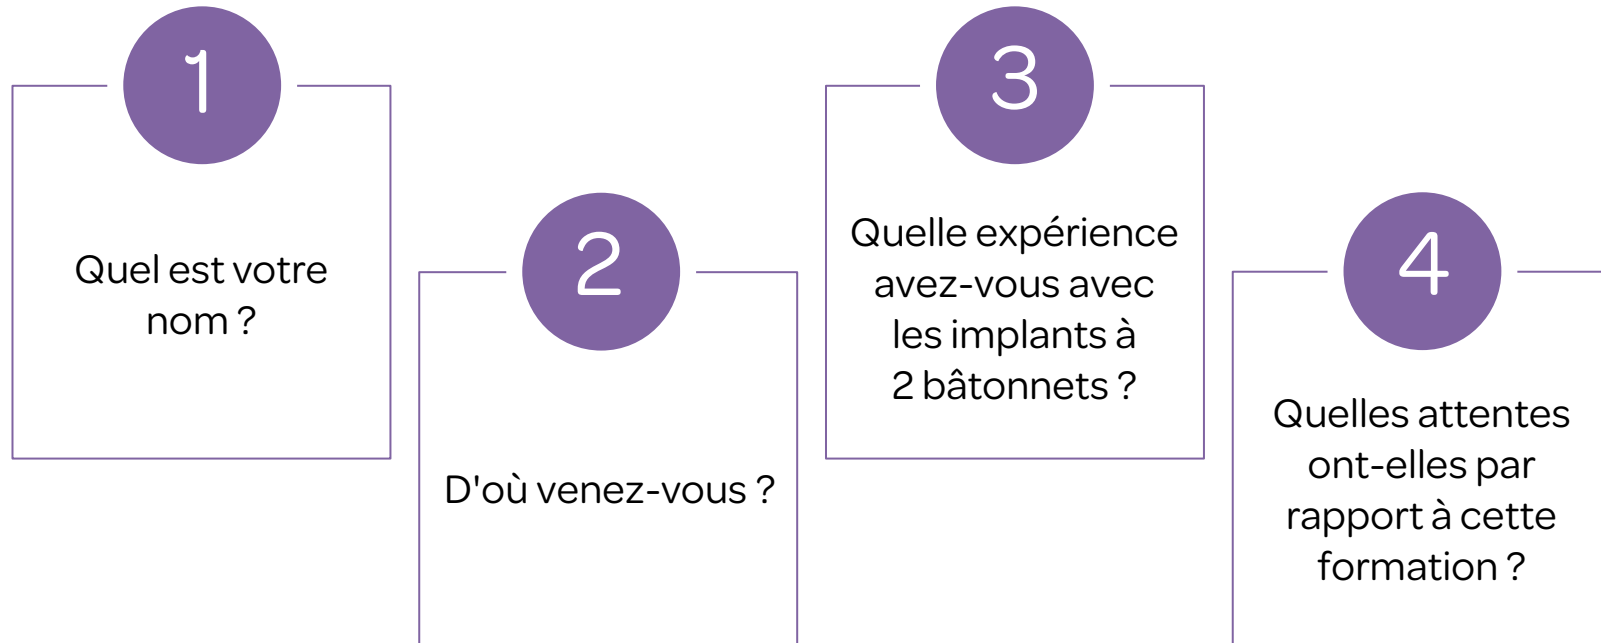 1
Quel est votre
nom ?
2
D'où venez-vous ?
3
Quelle expérience
avez-vous avec
les implants à
2 bâtonnets ?
4
Quelles attentes
ont-elles par
rapport à cette
formation ?